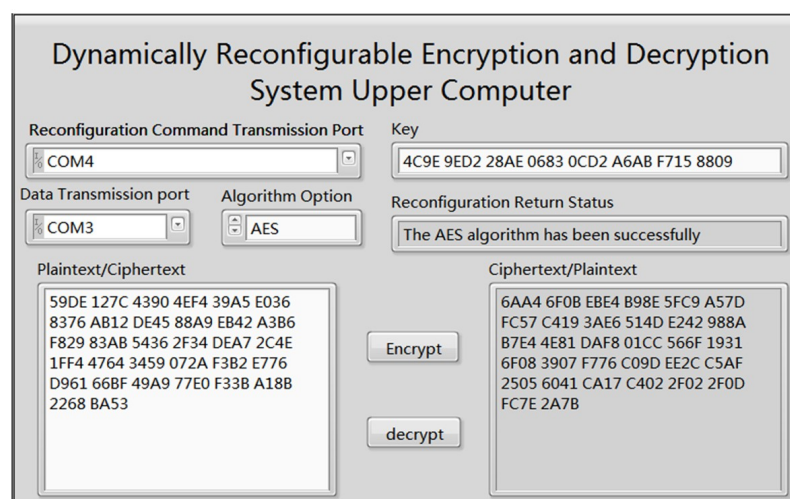 Dynamically Reconfigurable Encryption and Decryption
System Upper Computer
Reconfiguration Command Transmission Port
COM4
Key
4C9E 9ED2 28AE 0683 0CD2 A6AB F715 8809
Data Transmission port
COM3
Algorithm Option
AES
Reconfiguration Return Status
The AES algorithm has been successfully
Plaintext/Ciphertext
59DE 127C 4390 4EF4 39A5 E036
8376 AB12 DE45 88A9 EB42 A3B6
F829 83AB 5436 2F34 DEA7 2C4E
1FF4 4764 3459 072A F3B2 E776
D961 66BF 49A9 77E0 F33B A18B
2268 BA53
Encrypt
decrypt
Ciphertext/Plaintext
6AA4 6F0B EBE4 B98E 5FC9 A57D
FC57 C419 3AE6 514D E242 988A
B7E4 4E81 DAF8 01CC 566F 1931
6F08 3907 F776 C09D EE2C C5AF
2505 6041 CA17 C402 2F02 2F0D
FC7E 2A7B